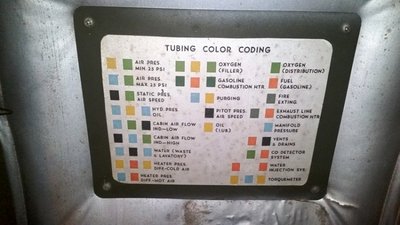 TUBING COLOR CODING
AIR PRES.
MIN. 25 PSI
AIR PRES.
MAX 25 PSI
STATIC PRES.
AIR SPEED
HYD. PRES.
OIL
CABIN AIR FLOW
IND-LOW
CABIN AIR FLOW
IND-HIGH
WATER (WASTE
& LAVATORY)
HEATER PRES.
DIFF-COLD AIR
HEATER PRES.
DIFF-HOT AIR
OXYGEN
(FILLER)
GASOLINE
COMBUSTION HTR.
PURGING
PITOT PRES.
AIR SPEED
OIL
(LUB.)
OXYGEN
(DISTRIBUTION)
FUEL
(GASOLINE)
FIRE
EXTING
EXHAUST LINE
COMBUSTION HTR.
MANIFOLD
PRESSURE
VENTS
& DRAINS
CO DETECTOR
SYSTEM
WATER
INJECTION SYS.
TORQUEMETER